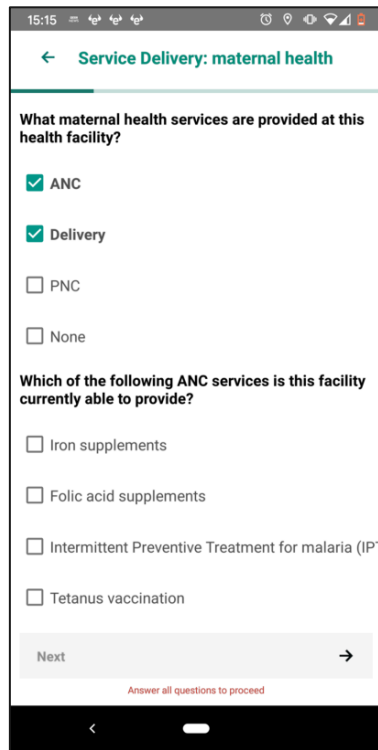 15:15
Service Delivery: maternal health
What maternal health services are provided at this
health facility?
ANC
Delivery
PNC
None
Which of the following ANC services is this facility
currently able to provide?
Iron supplements
Folic acid supplements
Intermittent Preventive Treatment for malaria (IPT
Tetanus vaccination
Next
Answer all questions to proceed